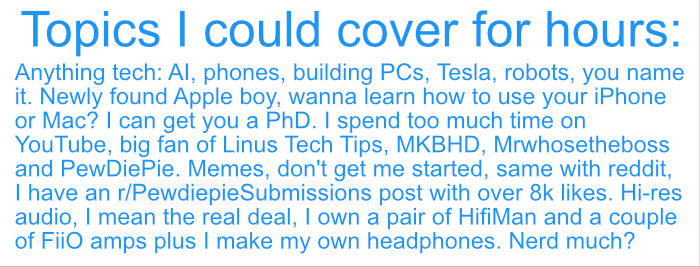 Topics I could cover for hours:
Anything tech: AI, phones, building PCs, Tesla, robots, you name
it. Newly found Apple boy, wanna learn how to use your iPhone
or Mac? I can get you a PhD. I spend too much time on
YouTube, big fan of Linus Tech Tips, MKBHD, Mrwhosetheboss
and PewDiePie. Memes, don't get me started, same with reddit,
I have an r/PewdiepieSubmissions post with over 8k likes. Hi-res
audio, I mean the real deal, I own a pair of HifiMan and a couple
of FiiO amps plus I make my own headphones. Nerd much?